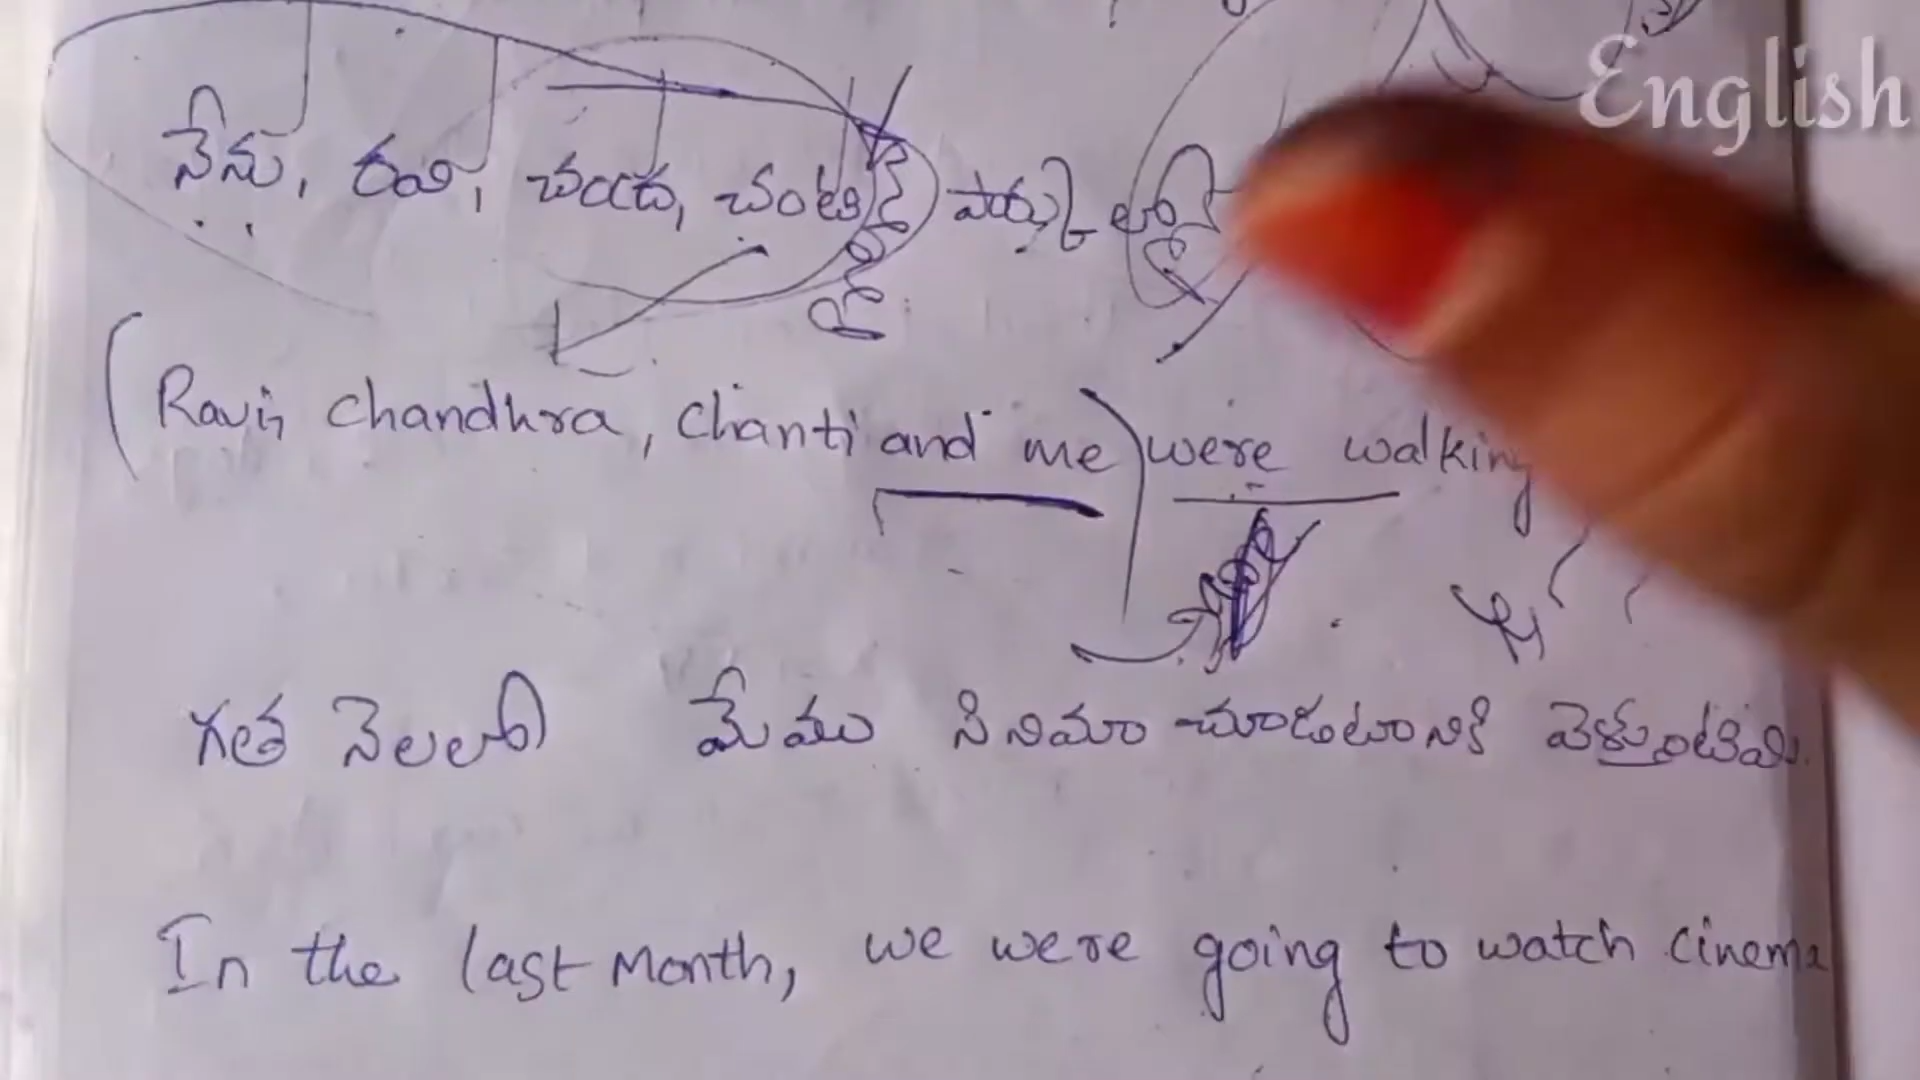 English
నేను, రవి, చంద్ర, చంటి పార్కు లో
(Ravi, chandhra, chanti and me) were walking
గత నెలలో మేము సినిమా చూడటానికి వెళ్తుంటిమి.
In the last month, we were going to watch cinema